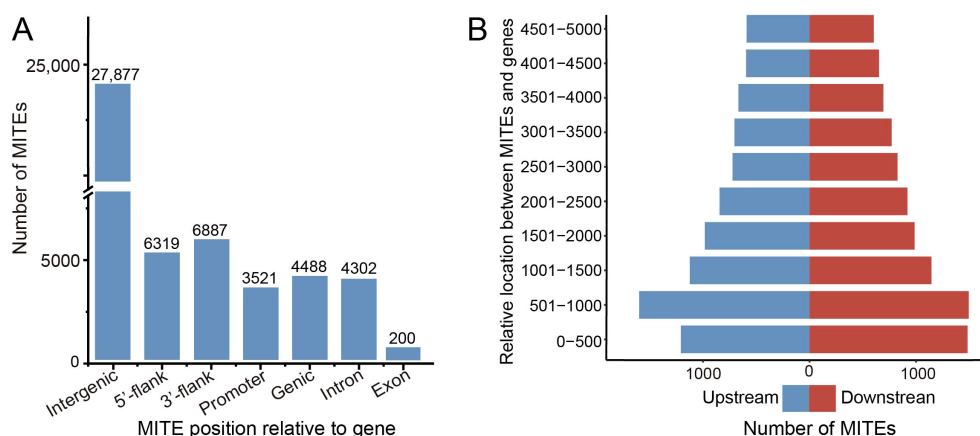 A
Number of MITEs
25,000
5000
0
27,877
6319
6887
3521
4488
4302
200
Intergenic
5'-flank
3'-flank
Promoter
Genic
Intron
Exon
MITE position relative to gene
B
Relative location between MITEs and genes
4501-5000
4001-4500
3501-4000
3001-3500
2501-3000
2001-2500
1501-2000
1001-1500
501-1000
0-500
1000 0 1000
Upstream Downstrean
Number of MITEs